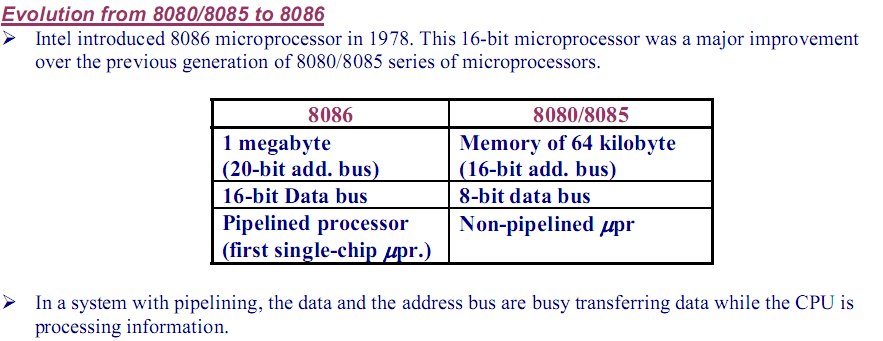 Evolution from 8080/8085 to 8086
➢ Intel introduced 8086 microprocessor in 1978. This 16-bit microprocessor was a major improvement
over the previous generation of 8080/8085 series of microprocessors.
8086 8080/8085
1 megabyte Memory of 64 kilobyte
(20-bit add. bus) (16-bit add. bus)
16-bit Data bus 8-bit data bus
Pipelined processor Non-pipelined μpr
(first single-chip μpr.)
➢ In a system with pipelining, the data and the address bus are busy transferring data while the CPU is
processing information.